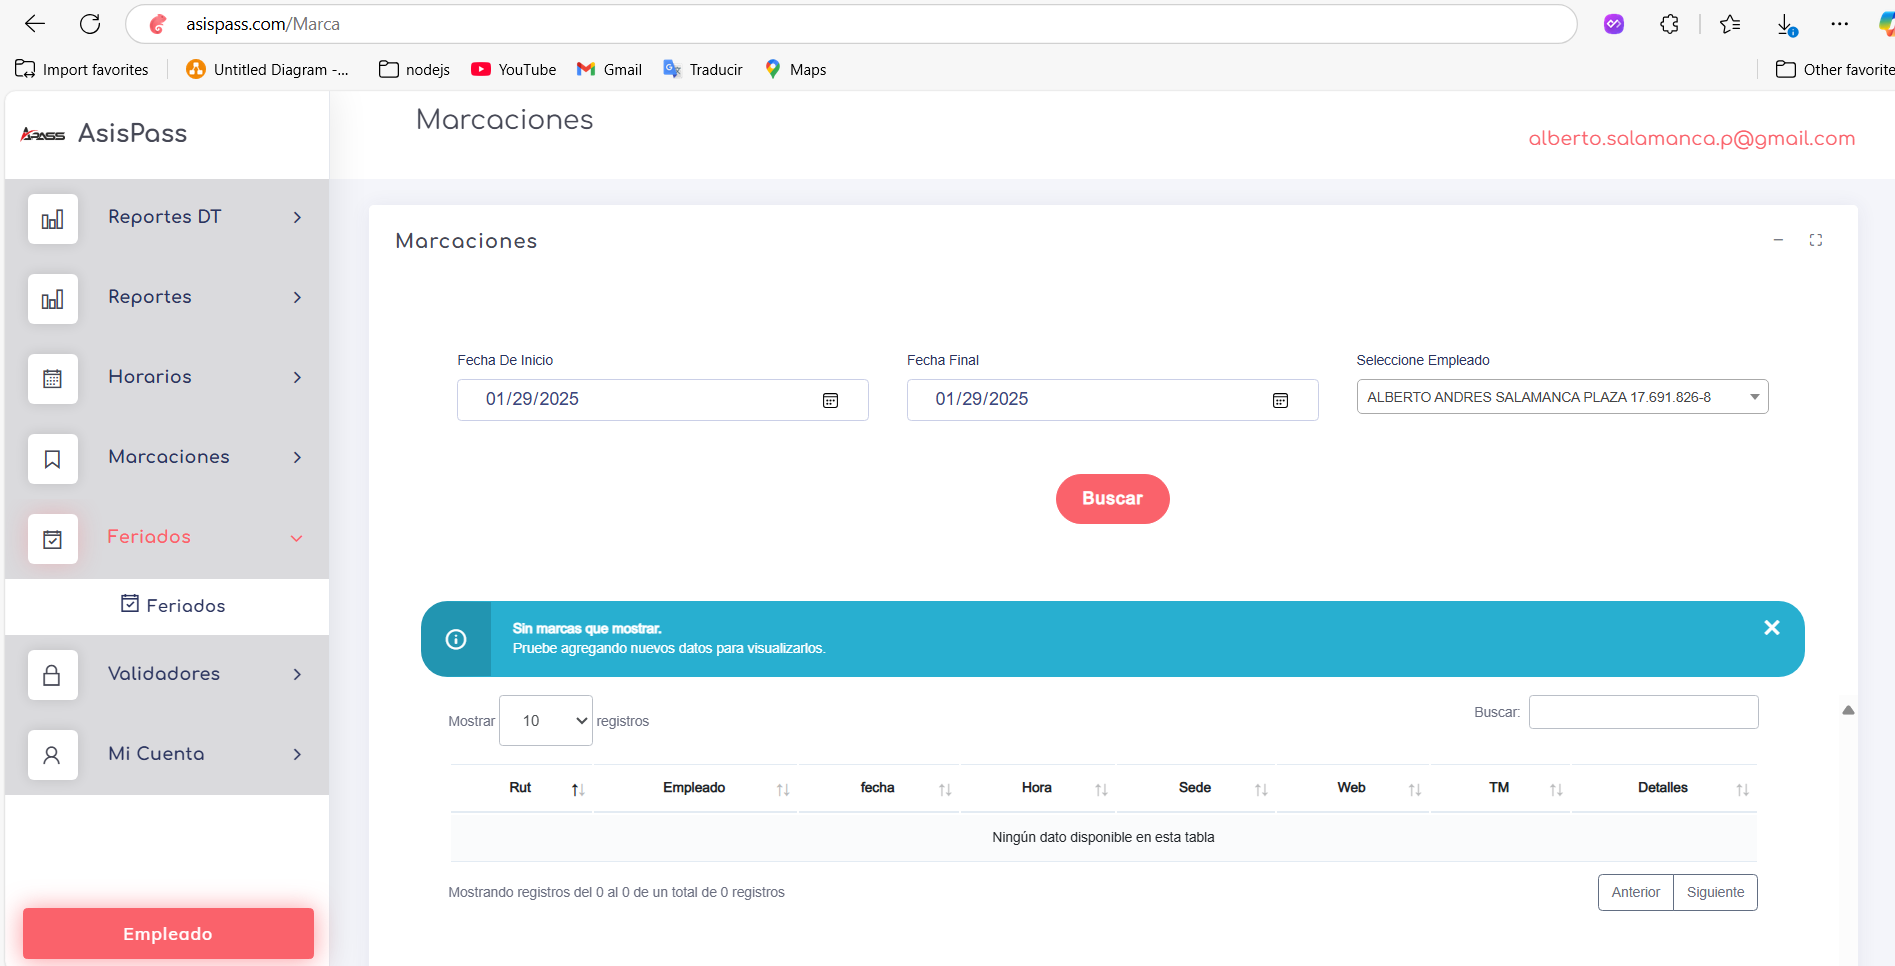 asispass.com/Marca
Import favorites
Untitled Diagram -...
nodejs
YouTube
Gmail
Traducir
Maps
Other favorite
APASS AsisPass
Marcaciones
alberto.salamanca.p@gmail.com
Reportes DT
Reportes
Horarios
Marcaciones
Feriados
Feriados
Validadores
Mi Cuenta
Empleado
Marcaciones
Fecha De Inicio
Fecha Final
Seleccione Empleado
01/29/2025
01/29/2025
ALBERTO ANDRES SALAMANCA PLAZA 17.691.826-8
Buscar
Sin marcas que mostrar.
Pruebe agregando nuevos datos para visualizarlos.
Mostrar 10 registros
Buscar:
Rut Empleado fecha Hora Sede Web TM Detalles
Ningún dato disponible en esta tabla
Mostrando registros del 0 al 0 de un total de 0 registros
Anterior Siguiente